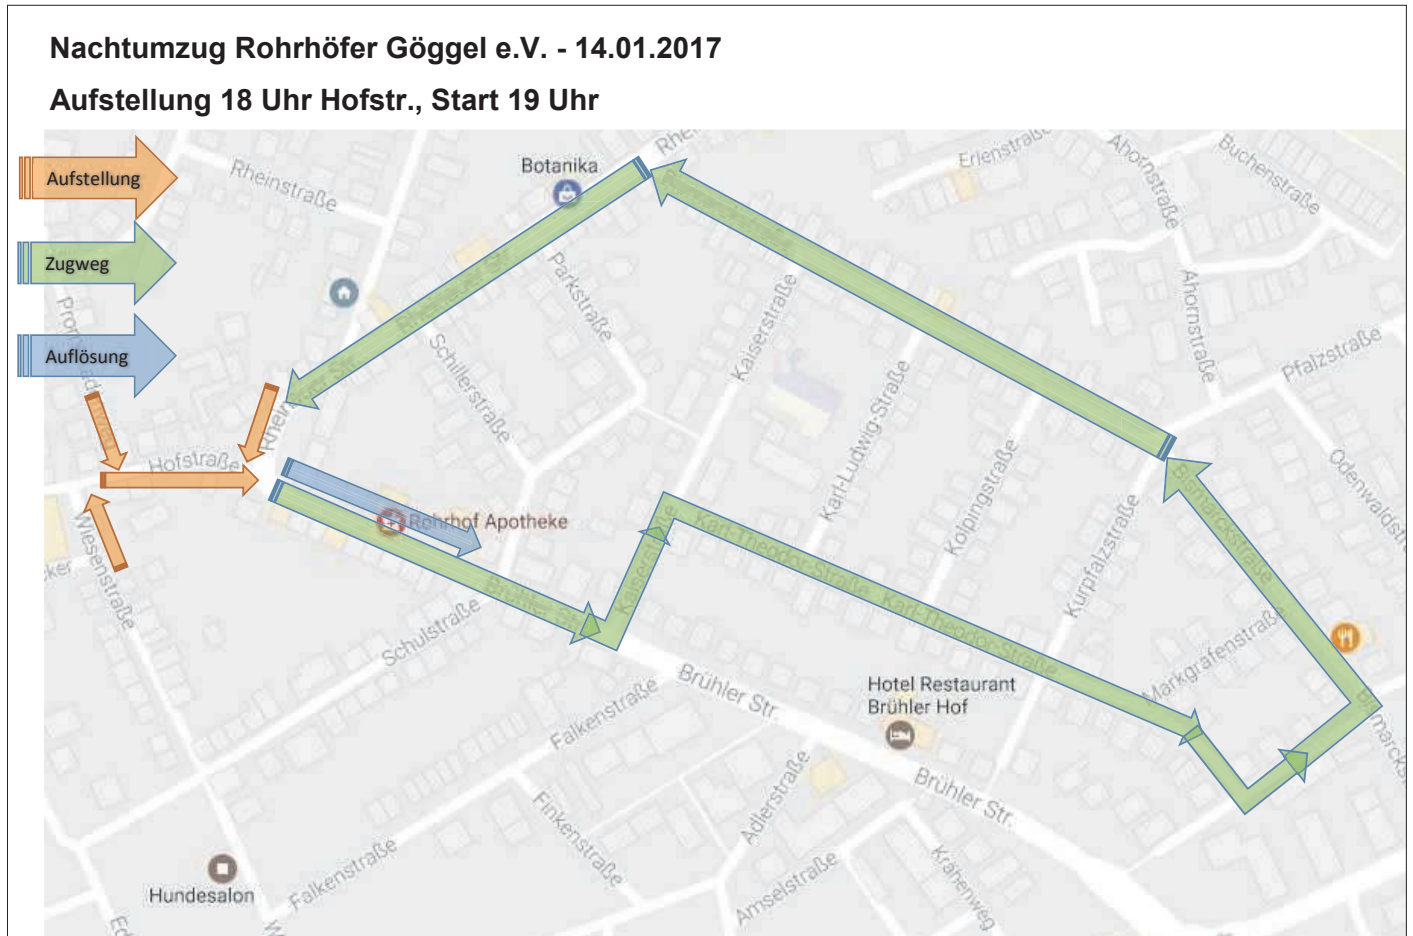 Nachtumzug Rohrhöfer Göggel e.V. - 14.01.2017
Aufstellung 18 Uhr Hofstr., Start 19 Uhr
Aufstellung
Zugweg
Auflösung
Rheinstraße
Botanika
Erlenstraße
Ahornstraße
Buchenstraße
Parkstraße
Schillerstraße
Kaiserstraße
Karl-Ludwig-Straße
Kolpingstraße
Kurpfalzstraße
Ahornstraße
Pfalzstraße
Odenwaldstr
Hofstraße
Wiesenstraße
Rohrhof Apotheke
Brühler St
Kaiserstraße
Karl-Theodor-Straße
Karl-Theodor-Straße
Bismarckstraße
Markgrafenstraße
Bismarcks
Schulstraße
Falkenstraße
Brühler Str.
Hotel Restaurant
Brühler Hof
Brühler Str.
Adlerstraße
Finkenstraße
Amselstraße
Krähenweg
Falkenstraße
Hundesalon